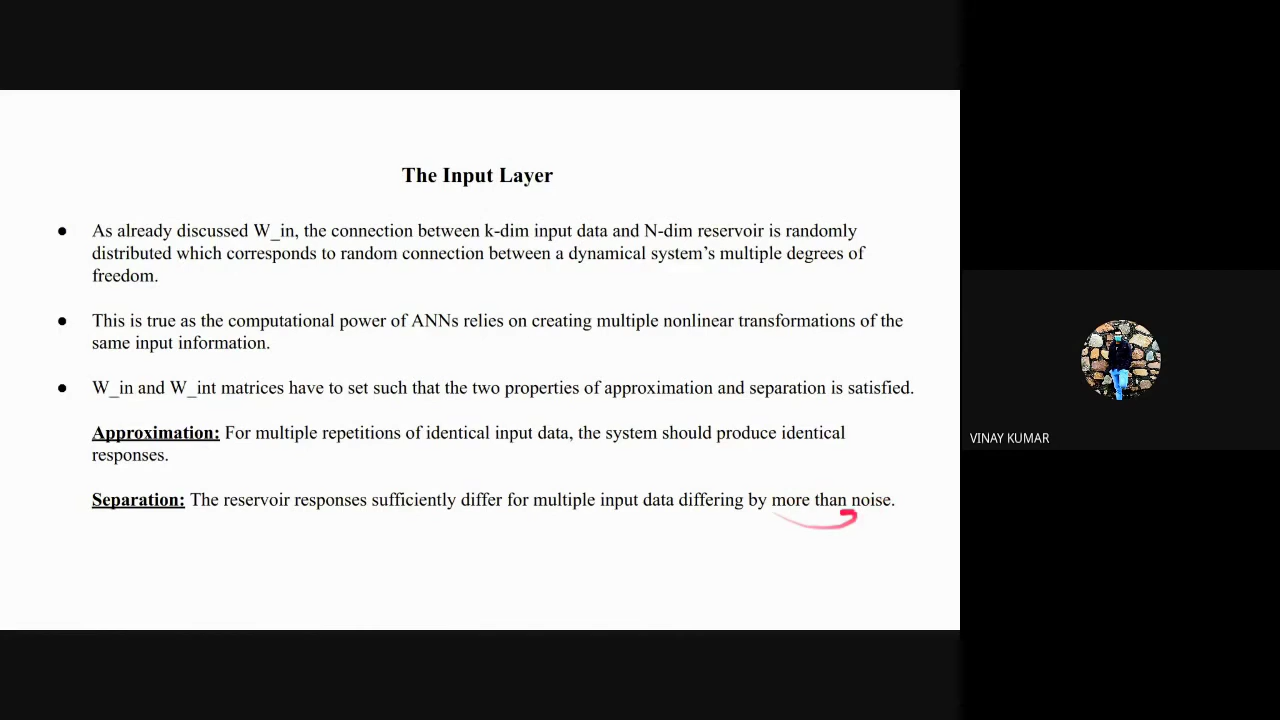 The Input Layer
● As already discussed W_in, the connection between k-dim input data and N-dim reservoir is randomly
distributed which corresponds to random connection between a dynamical system’s multiple degrees of
freedom.
● This is true as the computational power of ANNs relies on creating multiple nonlinear transformations of the
same input information.
● W_in and W_int matrices have to set such that the two properties of approximation and separation is satisfied.
Approximation: For multiple repetitions of identical input data, the system should produce identical
responses.
Separation: The reservoir responses sufficiently differ for multiple input data differing by more than noise.
VINAY KUMAR